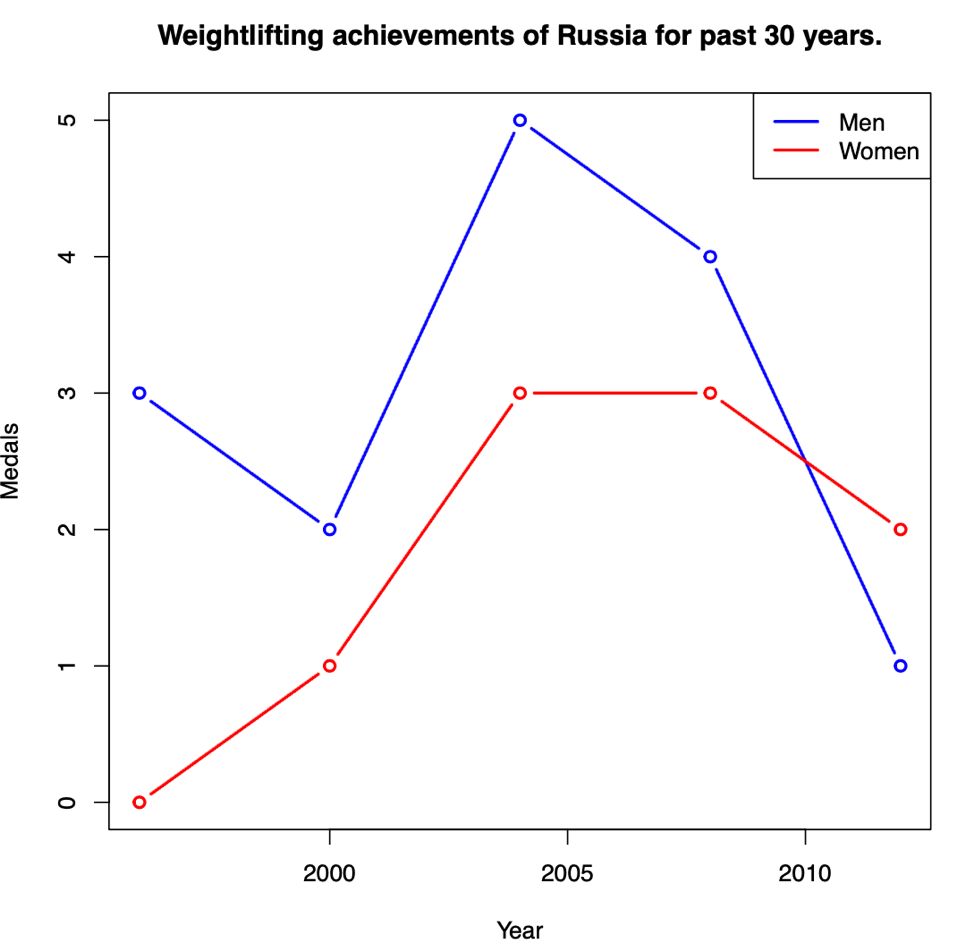 Weightlifting achievements of Russia for past 30 years.
Men
Women
5
4
3
2
1
0
Medals
2000
2005
2010
Year